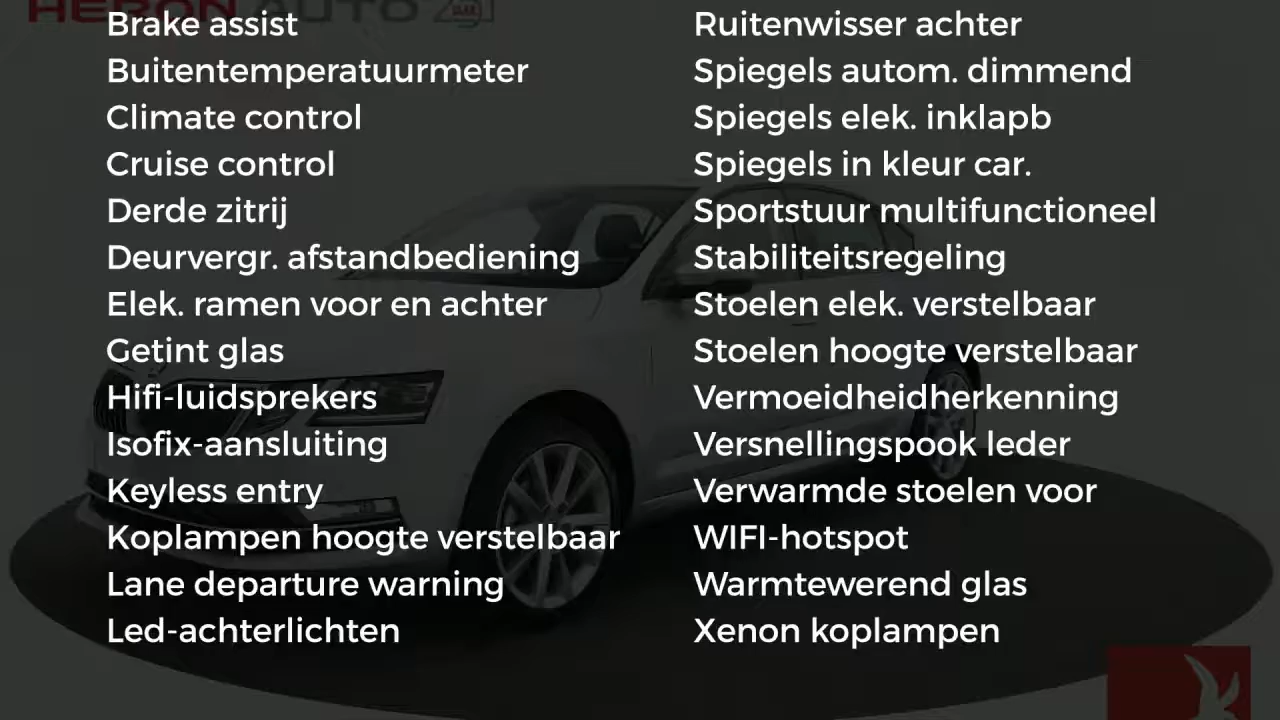 HERON AUTO
Brake assist
Buitentemperatuurmeter
Climate control
Cruise control
Derde zitrij
Deurvergr. afstandbediening
Elek. ramen voor en achter
Getint glas
Hifi-luidsprekers
Isofix-aansluiting
Keyless entry
Koplampen hoogte verstelbaar
Lane departure warning
Led-achterlichten
Ruitenwisser achter
Spiegels autom. dimmend
Spiegels elek. inklapb
Spiegels in kleur car.
Sportstuur multifunctioneel
Stabiliteitsregeling
Stoelen elek. verstelbaar
Stoelen hoogte verstelbaar
Vermoeidheidherkenning
Versnellingspook leder
Verwarmde stoelen voor
WIFI-hotspot
Warmtewerend glas
Xenon koplampen